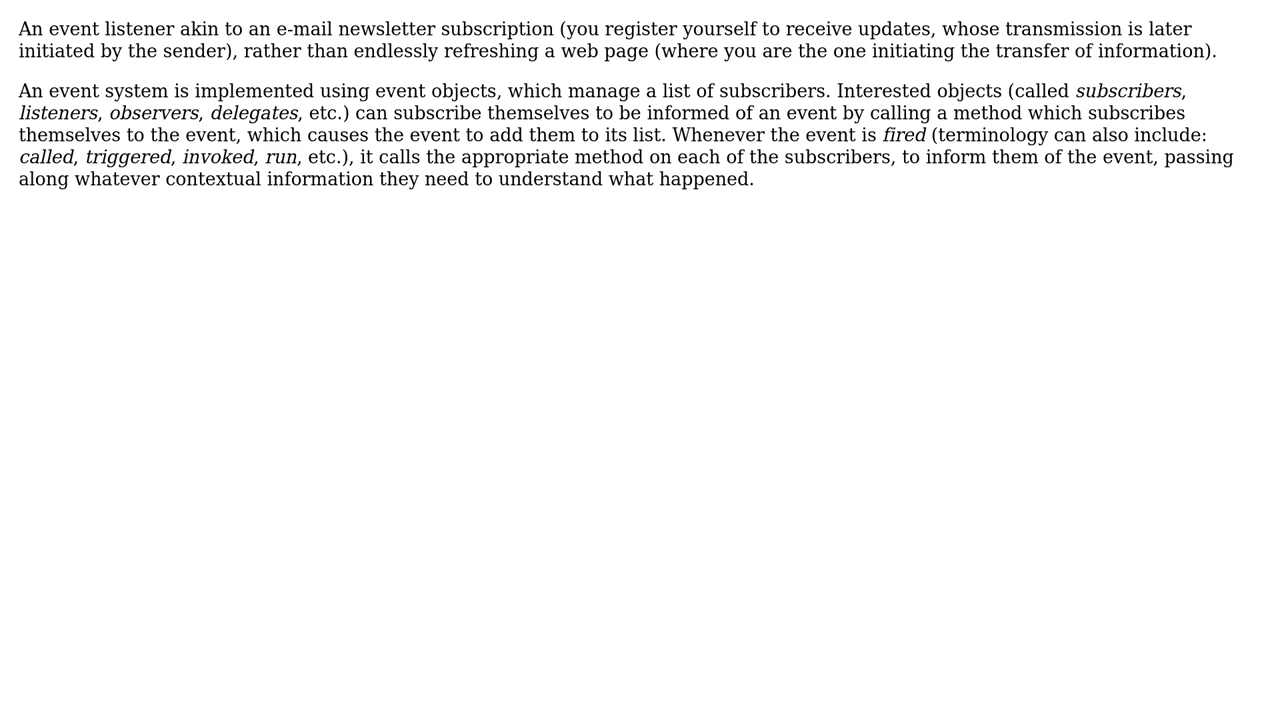 An event listener akin to an e-mail newsletter subscription (you register yourself to receive updates, whose transmission is later
initiated by the sender), rather than endlessly refreshing a web page (where you are the one initiating the transfer of information).
An event system is implemented using event objects, which manage a list of subscribers. Interested objects (called subscribers,
listeners, observers, delegates, etc.) can subscribe themselves to be informed of an event by calling a method which subscribes
themselves to the event, which causes the event to add them to its list. Whenever the event is fired (terminology can also include:
called, triggered, invoked, run, etc.), it calls the appropriate method on each of the subscribers, to inform them of the event, passing
along whatever contextual information they need to understand what happened.